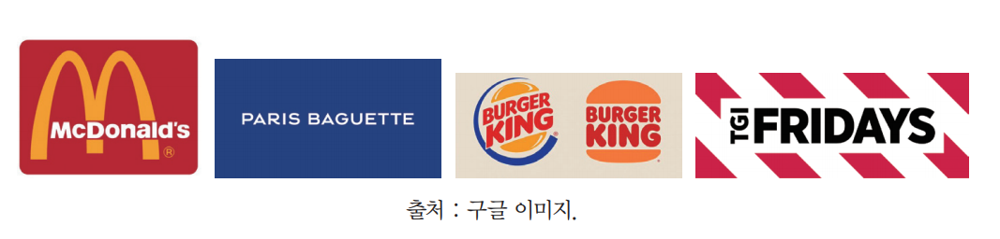 McDonald's
®
PARIS BAGUETTE
BURGER
KING
®
BURGER
KING
TGI FRIDAYS
출처 : 구글 이미지.